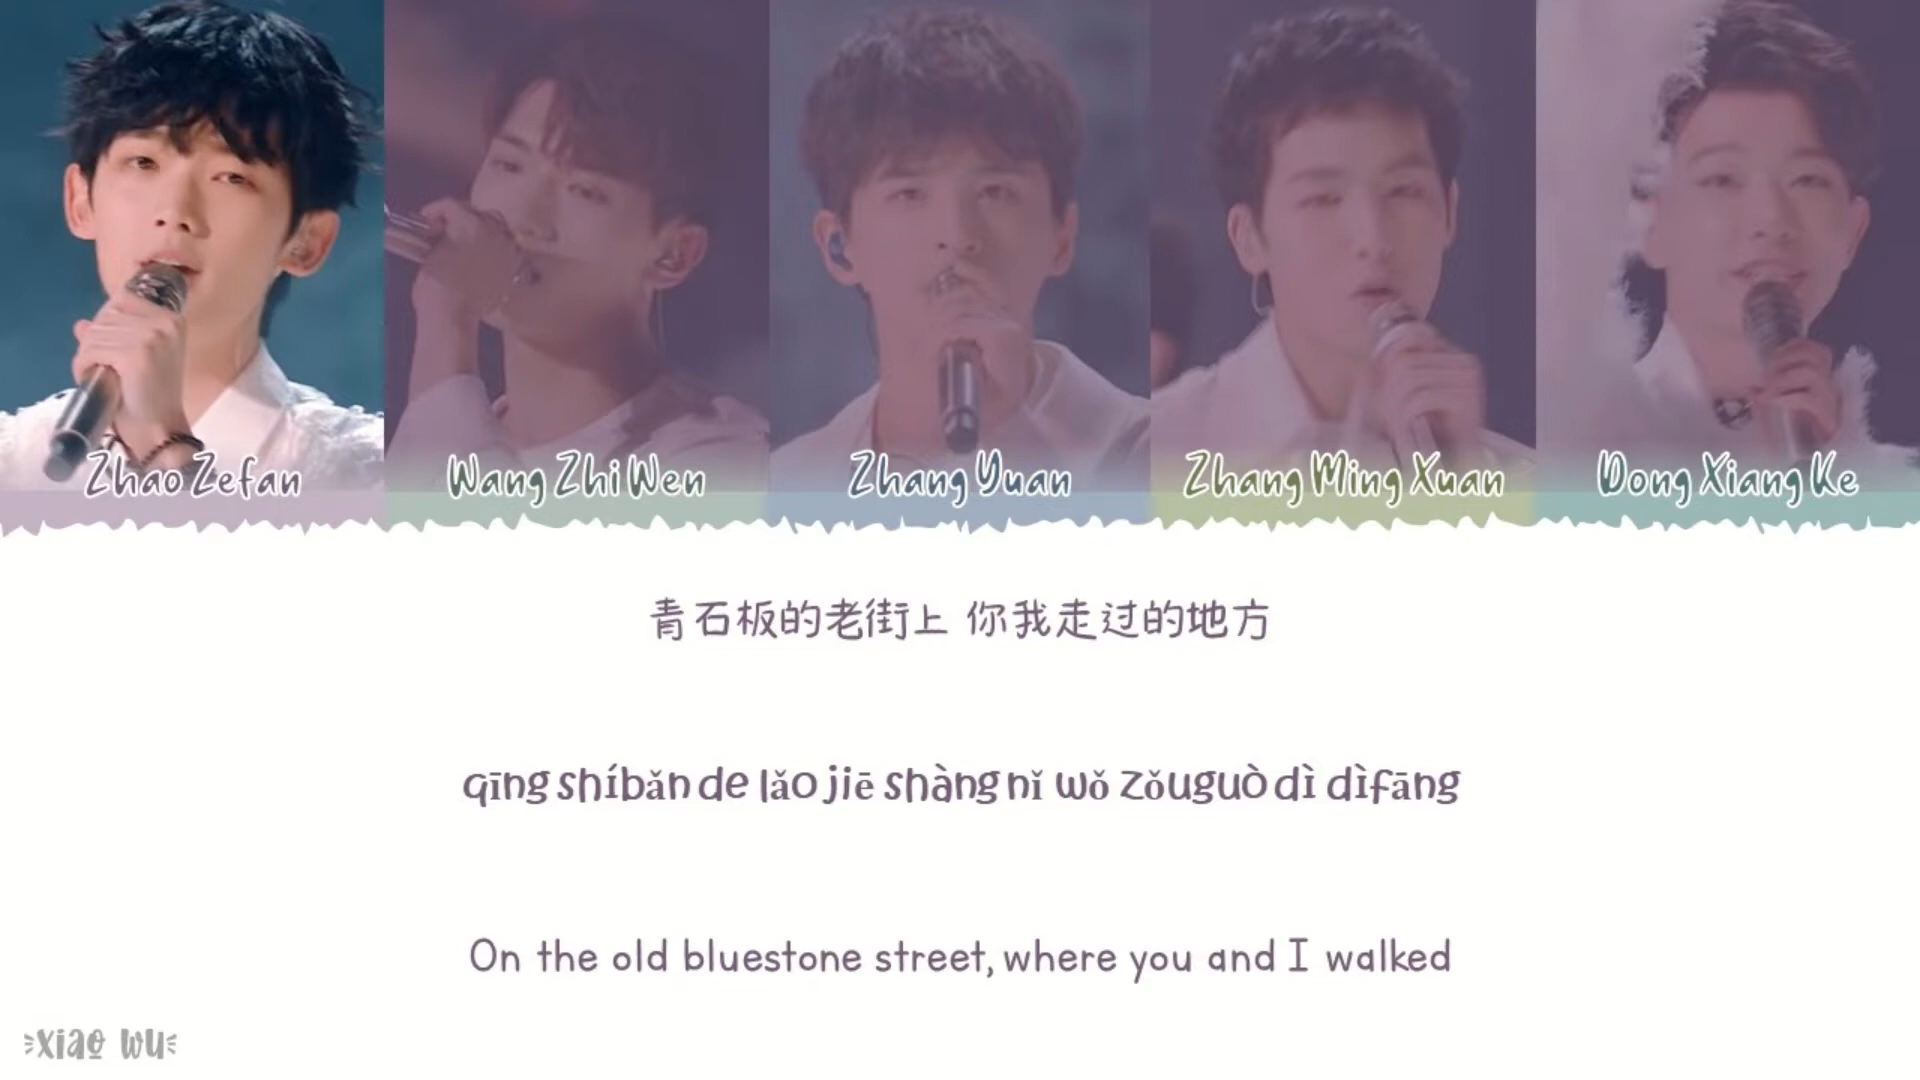 Zhao Zefan
Wang Zhi Wen
Zhang Yuan
Zhang Ming Xuan
Dong Xiang Ke
青石板的老街上 你我走过的地方
qīng shíbǎn de lǎo jiē shàng nǐ wǒ zǒuguò dì dìfāng
On the old bluestone street, where you and I walked
xiao wu